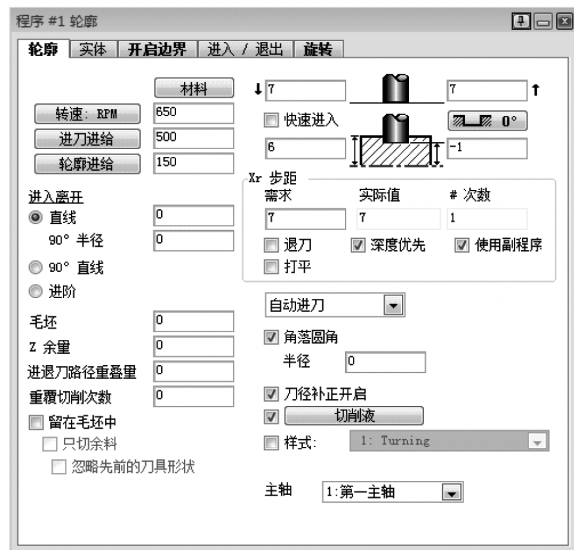 程序 #1 轮廓
轮廓 实体 开启边界 进入 / 退出 旋转
材料
转速: RPM 650
进刀进给 500
轮廓进给 150
进入离开
直线 0
90° 半径 0
90° 直线
进阶
毛坯 0
Z 余量 0
进退刀路径重叠量 0
重覆切削次数 0
留在毛坯中
只切余料
忽略先前的刀具形状
7 7
快速进入 0°
6 -1
Xr 步距
需求 实际值 # 次数
7 7 1
退刀 深度优先 使用副程序
打平
自动进刀
角落圆角
半径 0
刀径补正开启
切削液
样式: 1: Turning
主轴 1:第一主轴